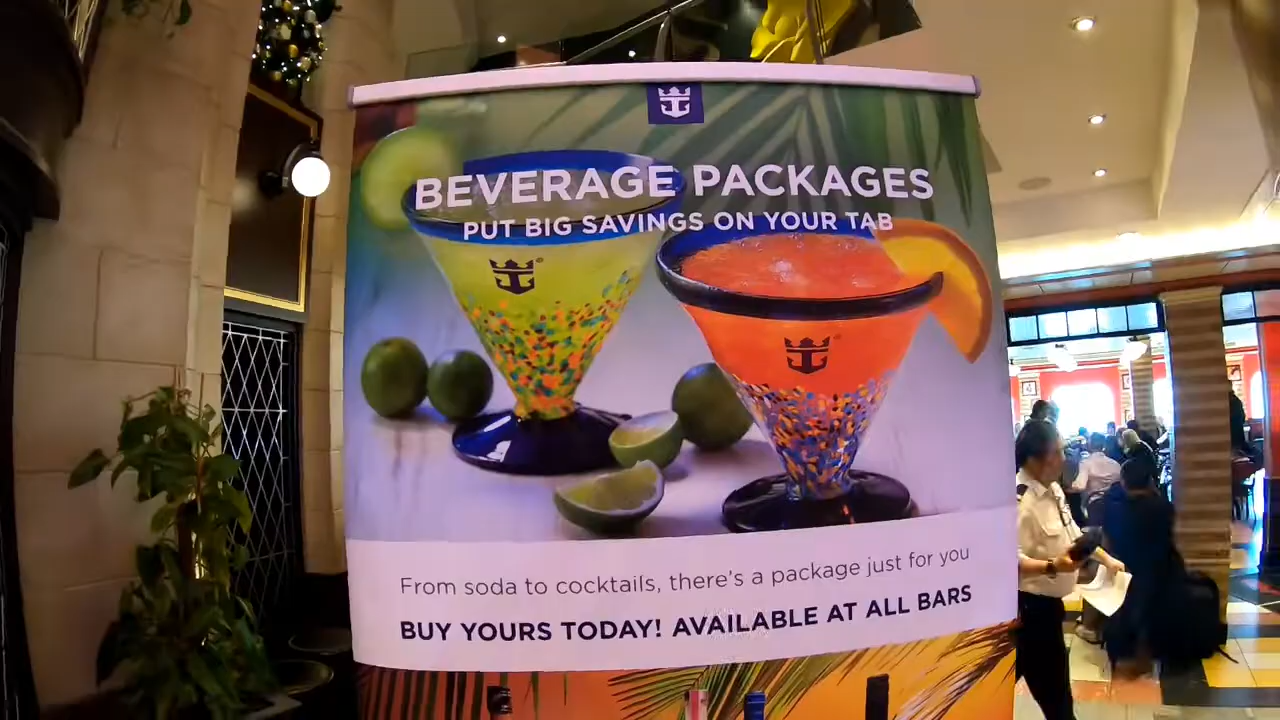 BEVERAGE PACKAGES
PUT BIG SAVINGS ON YOUR TAB
From soda to cocktails, there's a package just for you
BUY YOURS TODAY! AVAILABLE AT ALL BARS